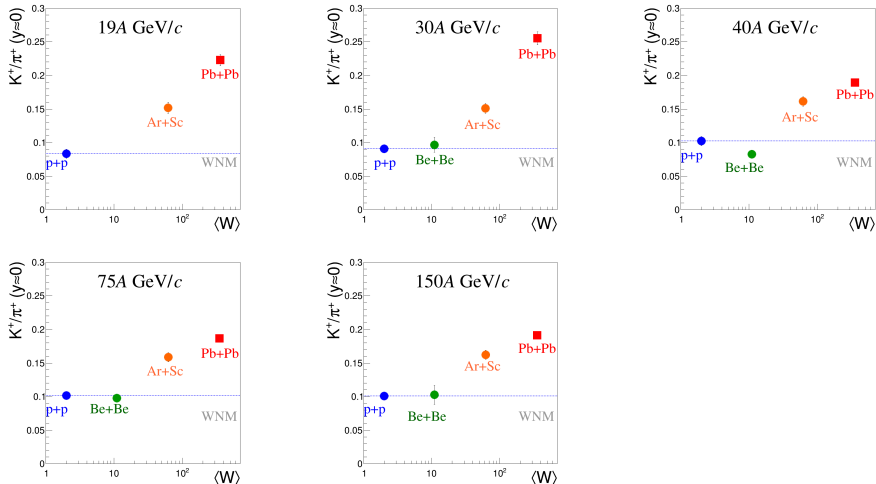 19A GeV/c
K⁺/π⁺ (y≈0)
0.3
0.25
0.2
0.15
0.1
0.05
0
Pb+Pb
Ar+Sc
p+p
WNM
1
10
10²
⟨W⟩
30A GeV/c
K⁺/π⁺ (y≈0)
0.3
0.25
0.2
0.15
0.1
0.05
0
Pb+Pb
Ar+Sc
p+p
Be+Be
WNM
1
10
10²
⟨W⟩
40A GeV/c
K⁺/π⁺ (y≈0)
0.3
0.25
0.2
0.15
0.1
0.05
0
Pb+Pb
Ar+Sc
p+p
Be+Be
WNM
1
10
10²
⟨W⟩
75A GeV/c
K⁺/π⁺ (y≈0)
0.3
0.25
0.2
0.15
0.1
0.05
0
Pb+Pb
Ar+Sc
p+p
Be+Be
WNM
1
10
10²
⟨W⟩
150A GeV/c
K⁺/π⁺ (y≈0)
0.3
0.25
0.2
0.15
0.1
0.05
0
Pb+Pb
Ar+Sc
p+p
Be+Be
WNM
1
10
10²
⟨W⟩